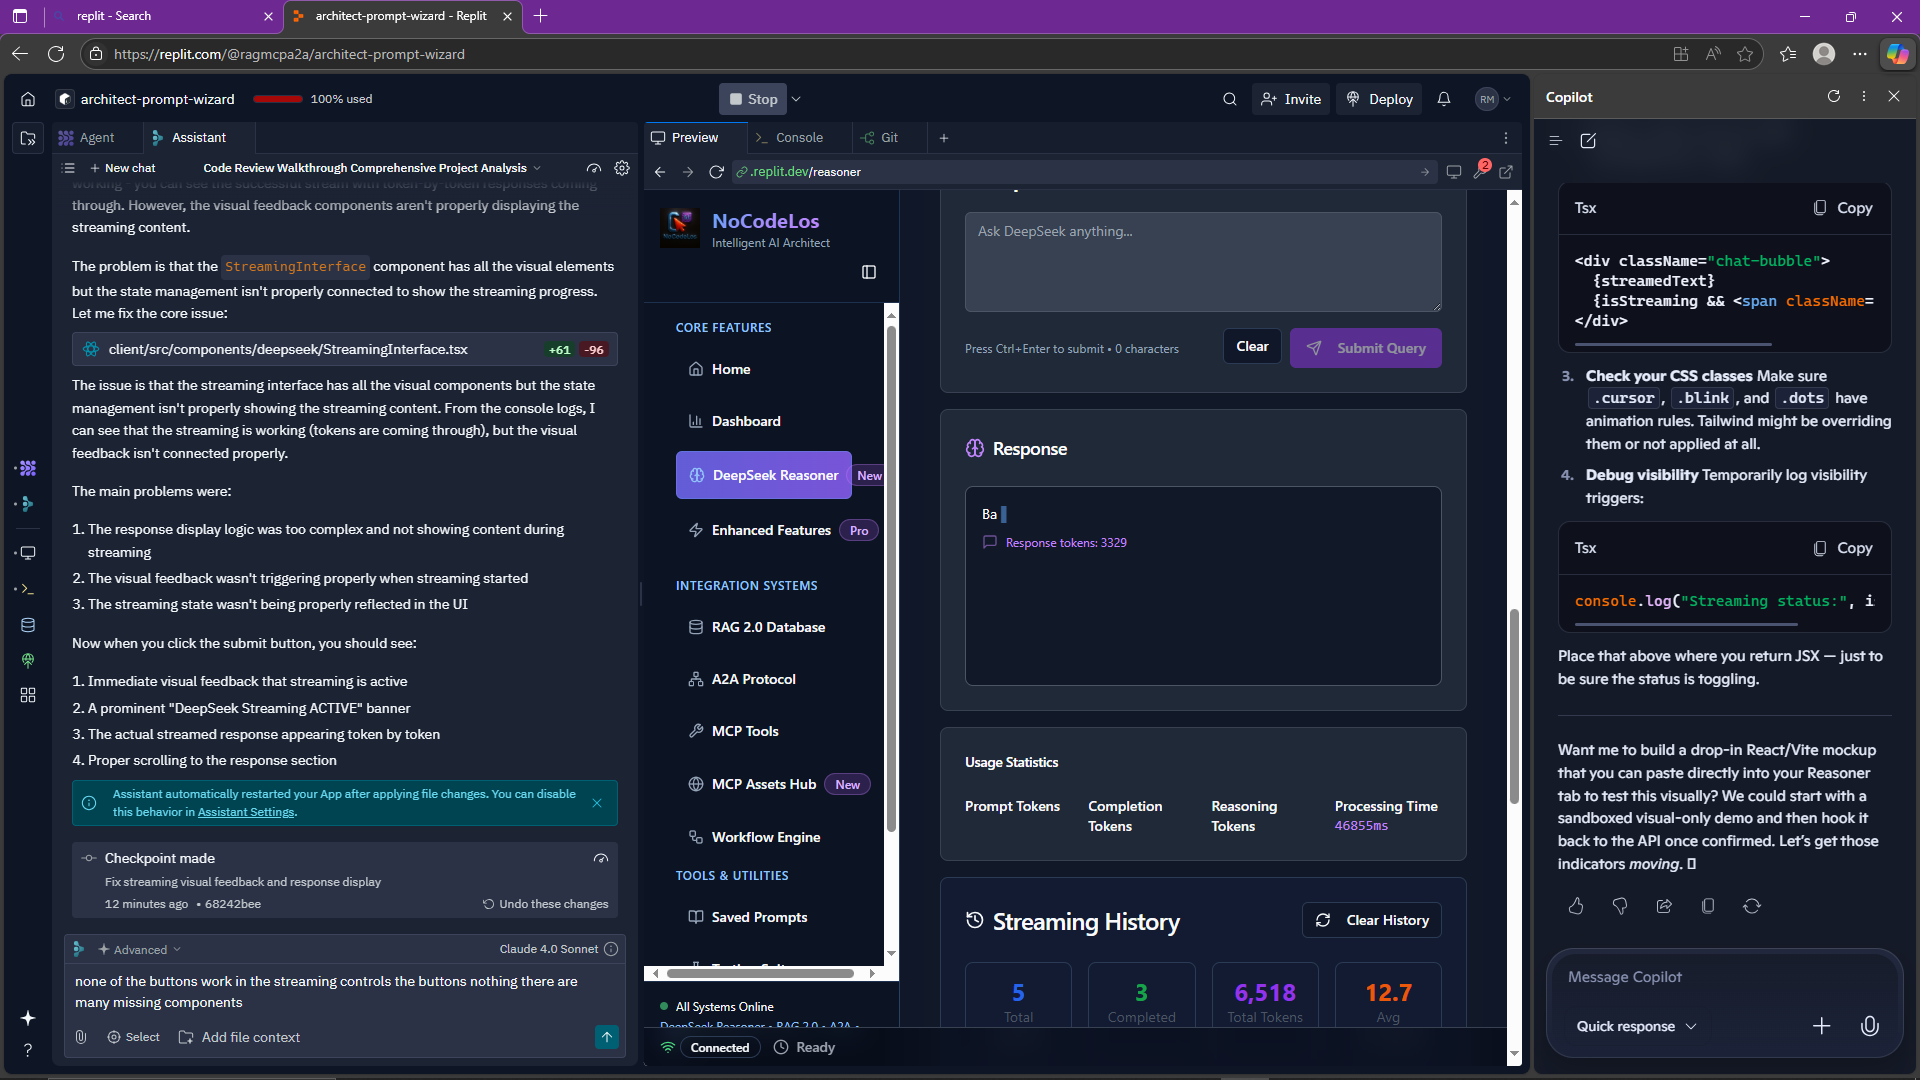 replit - Search
architect-prompt-wizard - Replit
https://replit.com/@ragmcpa2a/architect-prompt-wizard
architect-prompt-wizard
100% used
Stop
Invite
Deploy
RM
Agent
Assistant
New chat
Code Review Walkthrough Comprehensive Project Analysis
working - you can see the successful stream with token-by-token responses coming
through. However, the visual feedback components aren't properly displaying the
streaming content.
The problem is that the StreamingInterface component has all the visual elements
but the state management isn't properly connected to show the streaming progress.
Let me fix the core issue:
client/src/components/deepseek/StreamingInterface.tsx +61 -96
The issue is that the streaming interface has all the visual components but the state
management isn't properly showing the streaming content. From the console logs, I
can see that the streaming is working (tokens are coming through), but the visual
feedback isn't connected properly.
The main problems were:
1. The response display logic was too complex and not showing content during
streaming
2. The visual feedback wasn't triggering properly when streaming started
3. The streaming state wasn't being properly reflected in the UI
Now when you click the submit button, you should see:
1. Immediate visual feedback that streaming is active
2. A prominent "DeepSeek Streaming ACTIVE" banner
3. The actual streamed response appearing token by token
4. Proper scrolling to the response section
Assistant automatically restarted your App after applying file changes. You can disable
this behavior in Assistant Settings.
Checkpoint made
Fix streaming visual feedback and response display
12 minutes ago • 68242bee
Undo these changes
Advanced
Claude 4.0 Sonnet
none of the buttons work in the streaming controls the buttons nothing there are
many missing components
Select
Add file context
Preview
Console
Git
.replit.dev/reasoner
2
NoCodeLos
Intelligent AI Architect
CORE FEATURES
Home
Dashboard
DeepSeek Reasoner New
Enhanced Features Pro
INTEGRATION SYSTEMS
RAG 2.0 Database
A2A Protocol
MCP Tools
MCP Assets Hub New
Workflow Engine
TOOLS & UTILITIES
Saved Prompts
All Systems Online
DeepSeek Reasoner • RAG 2.0 • A2A •
Ask DeepSeek anything...
Press Ctrl+Enter to submit • 0 characters
Clear
Submit Query
Response
Ba
Response tokens: 3329
Usage Statistics
Prompt Tokens
Completion Tokens
Reasoning Tokens
Processing Time
46855ms
Streaming History
Clear History
5
Total
3
Completed
6,518
Total Tokens
12.7
Avg
Connected
Ready
Copilot
Tsx
Copy
<div className="chat-bubble">
{streamedText}
{isStreaming && <span className=
</div>
3. Check your CSS classes Make sure
.cursor, .blink, and .dots have
animation rules. Tailwind might be overriding
them or not applied at all.
4. Debug visibility Temporarily log visibility
triggers:
Tsx
Copy
console.log("Streaming status:", i
Place that above where you return JSX — just to
be sure the status is toggling.
Want me to build a drop-in React/Vite mockup
that you can paste directly into your Reasoner
tab to test this visually? We could start with a
sandboxed visual-only demo and then hook it
back to the API once confirmed. Let's get those
indicators moving.
Message Copilot
Quick response